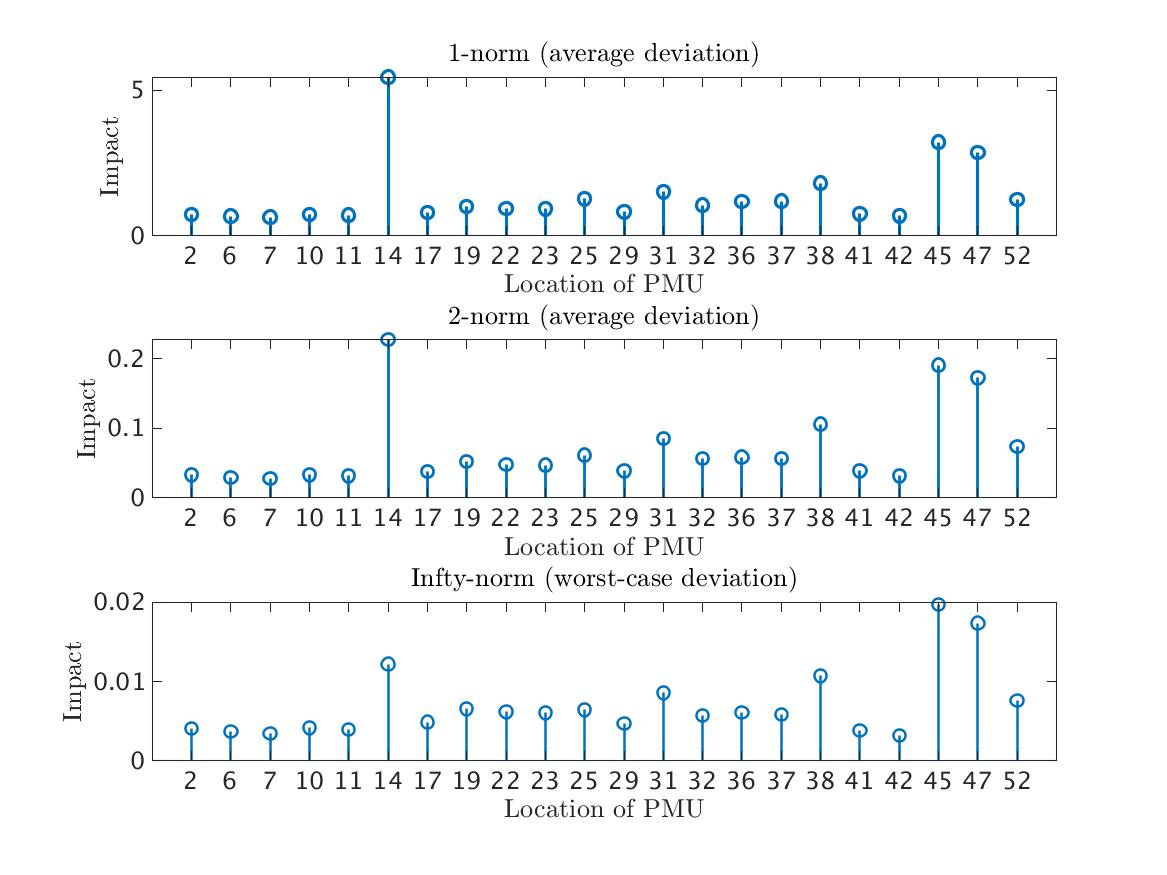 1-norm (average deviation)
5
Impact
0
2 6 7 10 11 14 17 19 22 23 25 29 31 32 36 37 38 41 42 45 47 52
Location of PMU
2-norm (average deviation)
0.2
Impact
0.1
0
2 6 7 10 11 14 17 19 22 23 25 29 31 32 36 37 38 41 42 45 47 52
Location of PMU
Infty-norm (worst-case deviation)
0.02
Impact
0.01
0
2 6 7 10 11 14 17 19 22 23 25 29 31 32 36 37 38 41 42 45 47 52
Location of PMU